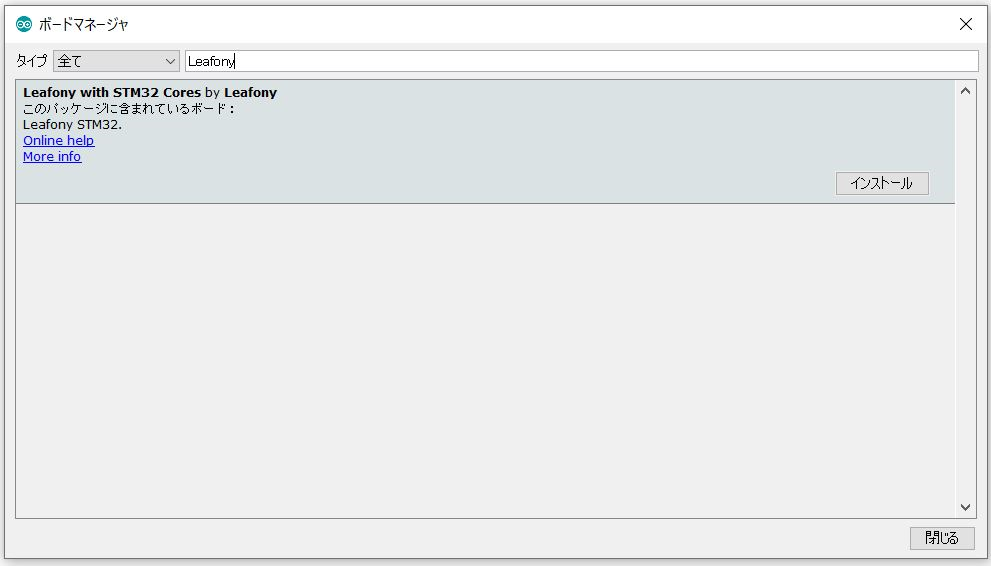 ボードマネージャ
タイプ 全て Leafony
Leafony with STM32 Cores by Leafony
このパッケージに含まれているボード：
Leafony STM32.
Online help
More info
インストール
閉じる